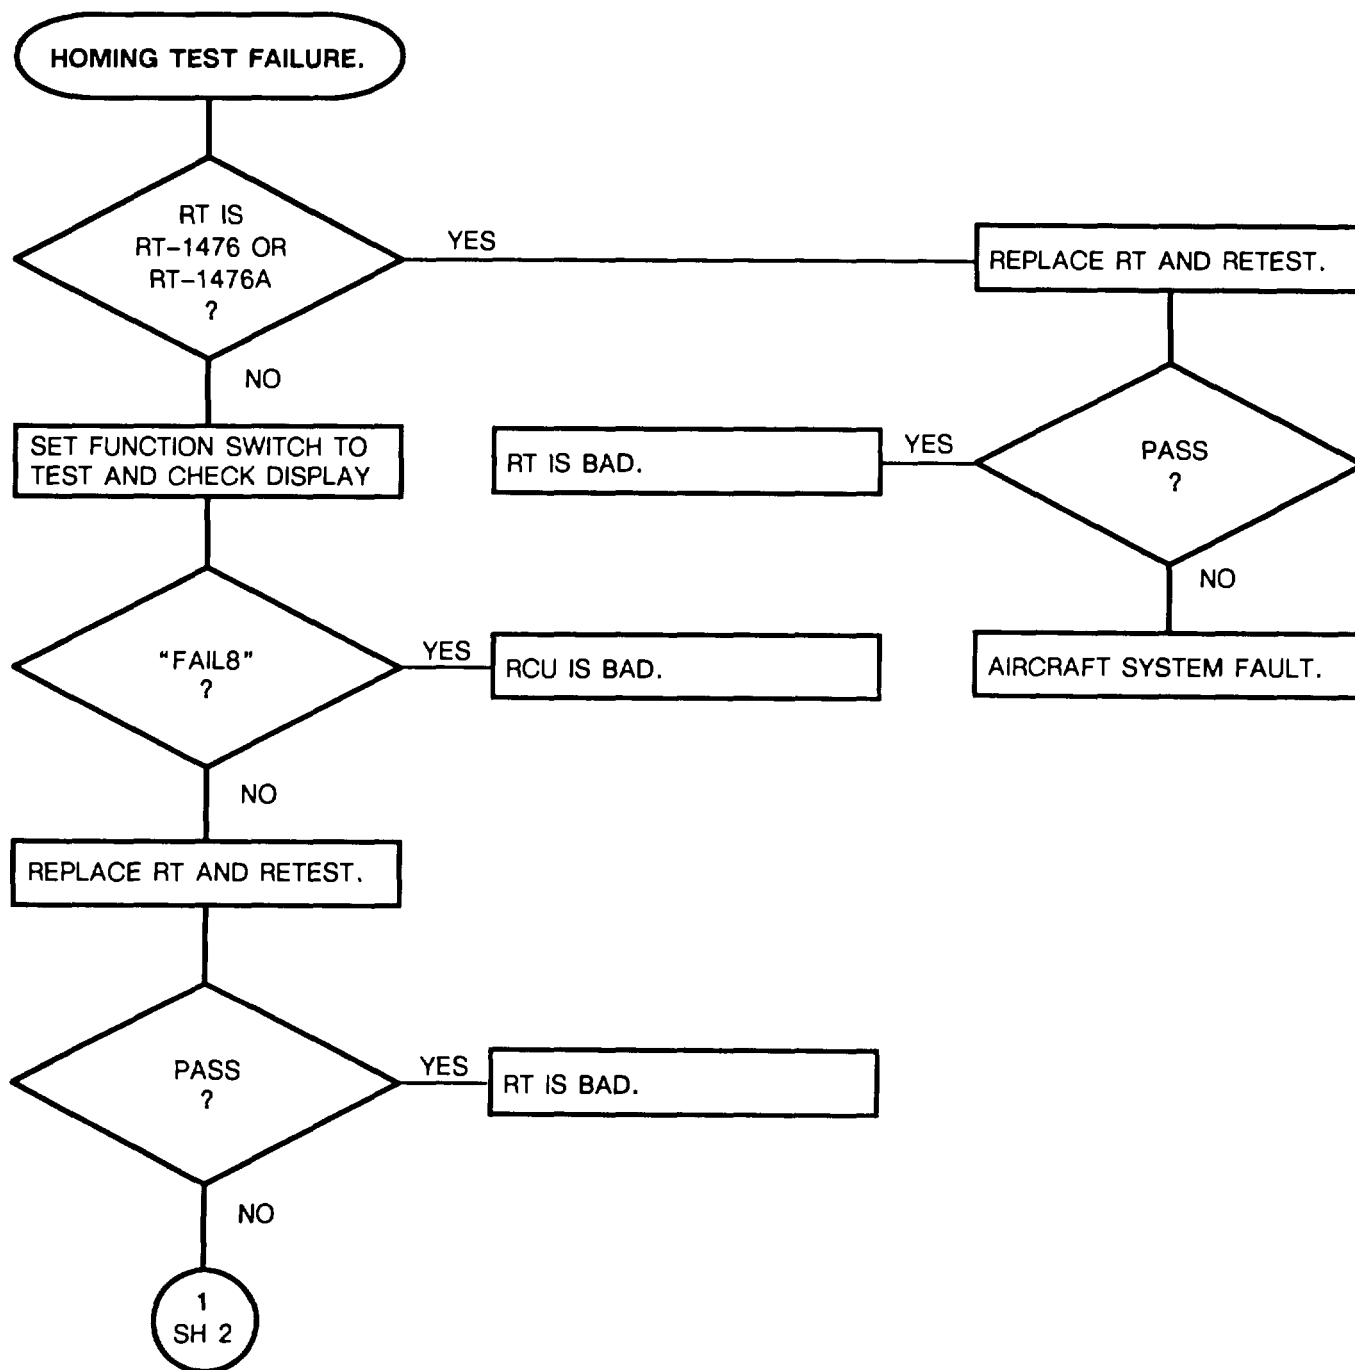 HOMING TEST FAILURE.
RT IS
RT-1476 OR
RT-1476A
?
YES
REPLACE RT AND RETEST.
NO
SET FUNCTION SWITCH TO
TEST AND CHECK DISPLAY
RT IS BAD.
YES
PASS
?
NO
"FAIL8"
?
YES
RCU IS BAD.
AIRCRAFT SYSTEM FAULT.
NO
REPLACE RT AND RETEST.
PASS
?
YES
RT IS BAD.
NO
1
SH 2